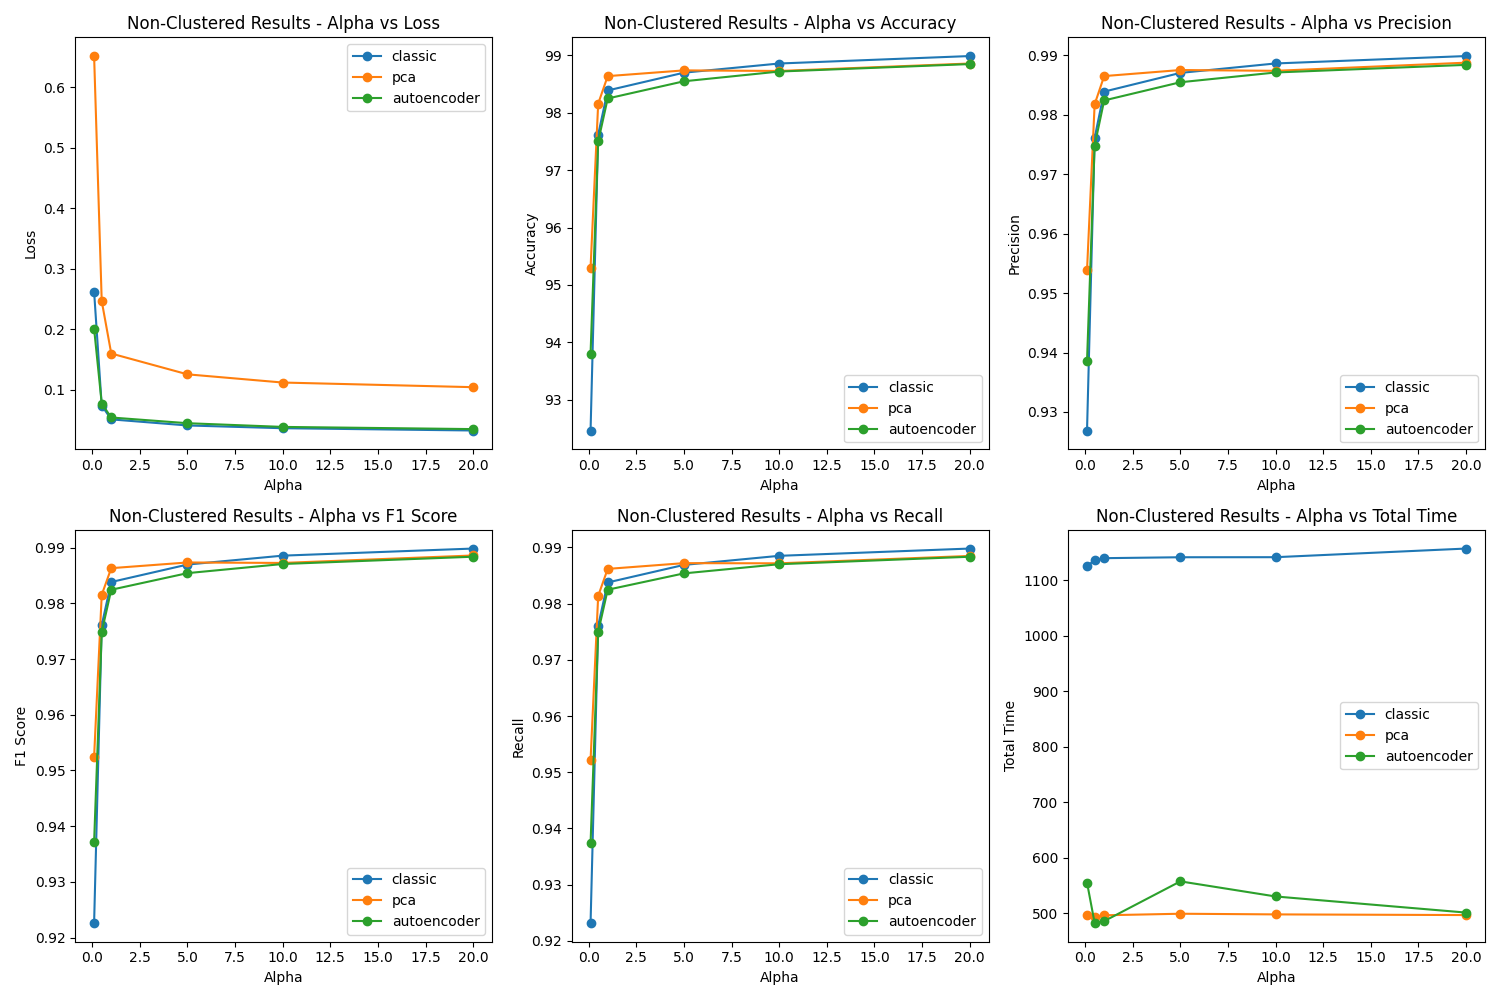 Non-Clustered Results - Alpha vs Loss
Loss
0.6
0.5
0.4
0.3
0.2
0.1
0.0 2.5 5.0 7.5 10.0 12.5 15.0 17.5 20.0
Alpha
classic
pca
autoencoder
Non-Clustered Results - Alpha vs Accuracy
Accuracy
99
98
97
96
95
94
93
0.0 2.5 5.0 7.5 10.0 12.5 15.0 17.5 20.0
Alpha
classic
pca
autoencoder
Non-Clustered Results - Alpha vs Precision
Precision
0.99
0.98
0.97
0.96
0.95
0.94
0.93
0.0 2.5 5.0 7.5 10.0 12.5 15.0 17.5 20.0
Alpha
classic
pca
autoencoder
Non-Clustered Results - Alpha vs F1 Score
F1 Score
0.99
0.98
0.97
0.96
0.95
0.94
0.93
0.92
0.0 2.5 5.0 7.5 10.0 12.5 15.0 17.5 20.0
Alpha
classic
pca
autoencoder
Non-Clustered Results - Alpha vs Recall
Recall
0.99
0.98
0.97
0.96
0.95
0.94
0.93
0.92
0.0 2.5 5.0 7.5 10.0 12.5 15.0 17.5 20.0
Alpha
classic
pca
autoencoder
Non-Clustered Results - Alpha vs Total Time
Total Time
1100
1000
900
800
700
600
500
0.0 2.5 5.0 7.5 10.0 12.5 15.0 17.5 20.0
Alpha
classic
pca
autoencoder